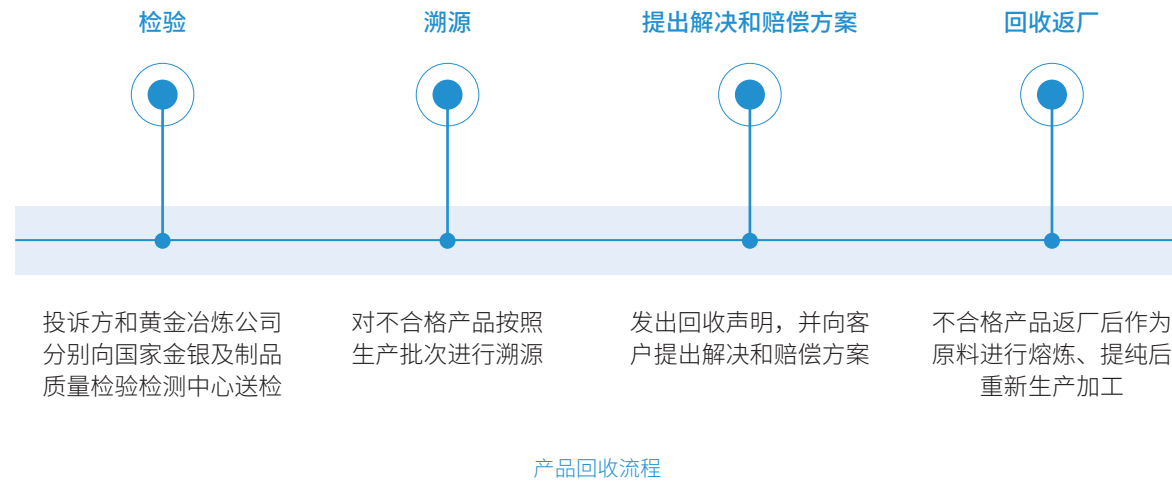 检验
溯源
提出解决和赔偿方案
回收返厂
投诉方和黄金冶炼公司
分别向国家金银及制品
质量检验检测中心送检
对不合格产品按照
生产批次进行溯源
发出回收声明，并向客
户提出解决和赔偿方案
不合格产品返厂后作为
原料进行熔炼、提纯后
重新生产加工
产品回收流程